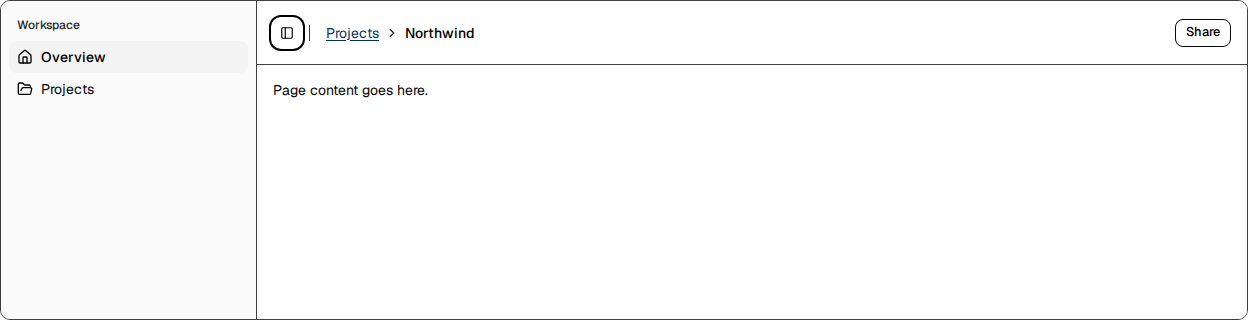 Workspace
Overview
Projects
Projects > Northwind
Share
Page content goes here.